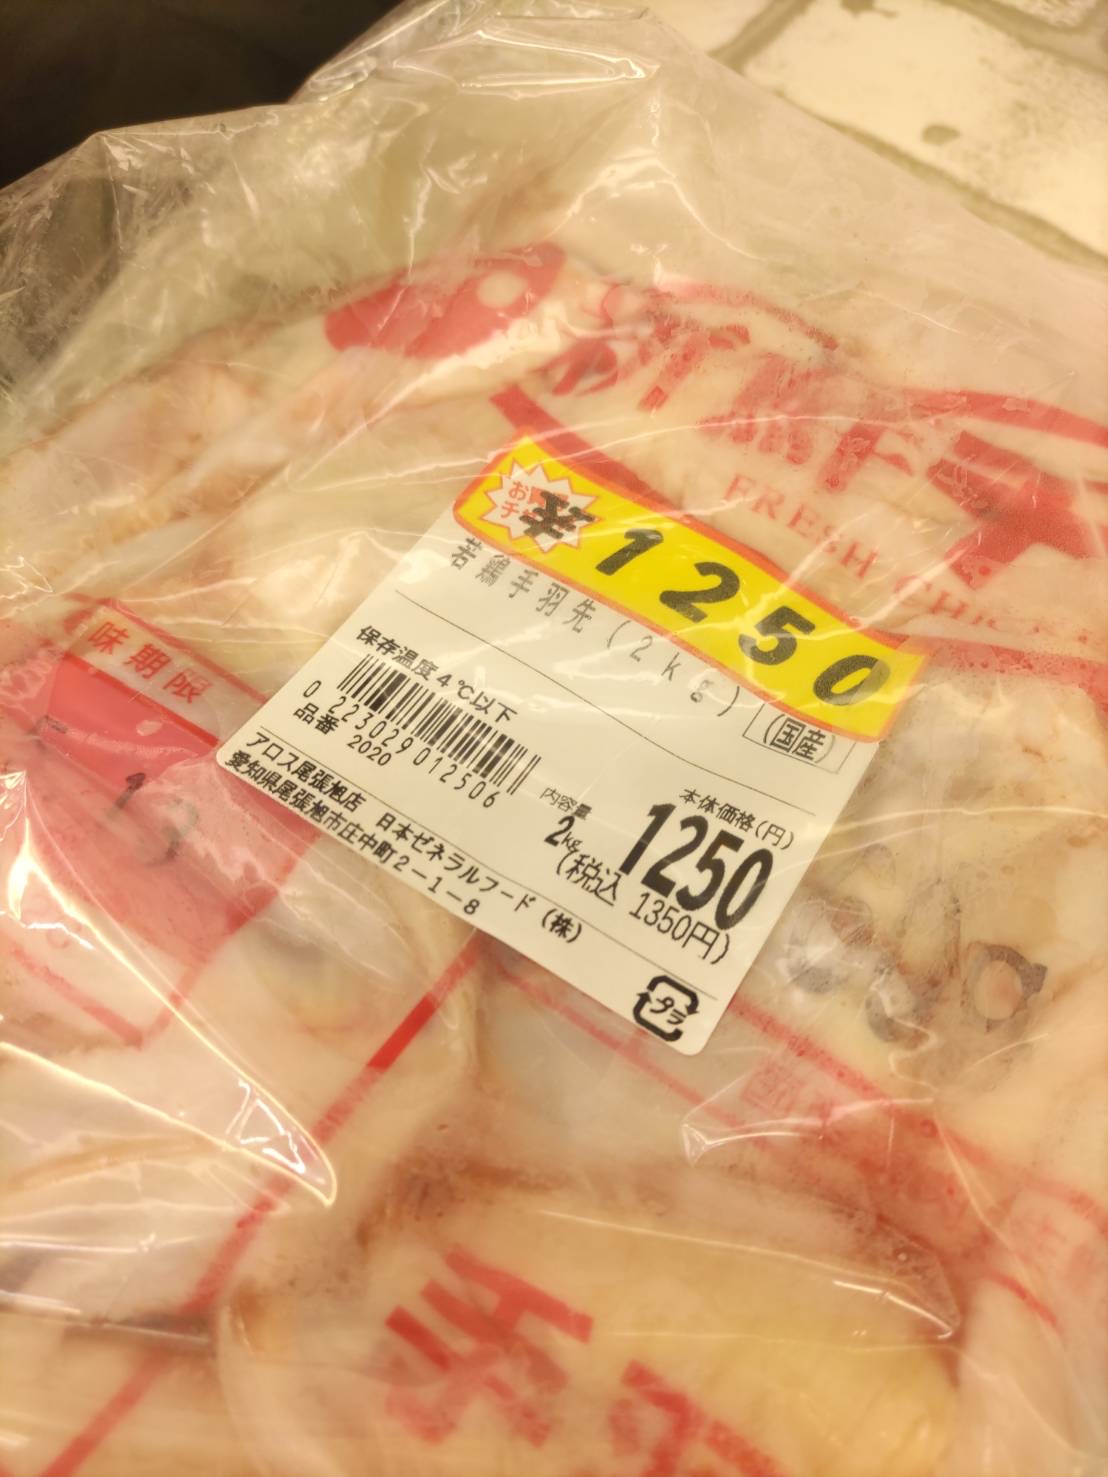 FRESH CHICK
¥1250
若鶏手羽先(2kg)
(国産)
保存温度4℃以下
0 223029 012506
品番 2020
内容量
2kg
本体価格(円)
1250
(税込 1350円)
アロス尾張旭店 日本ゼネラルフード(株)
愛知県尾張旭市庄中町2-1-8
プラ
味期限
手